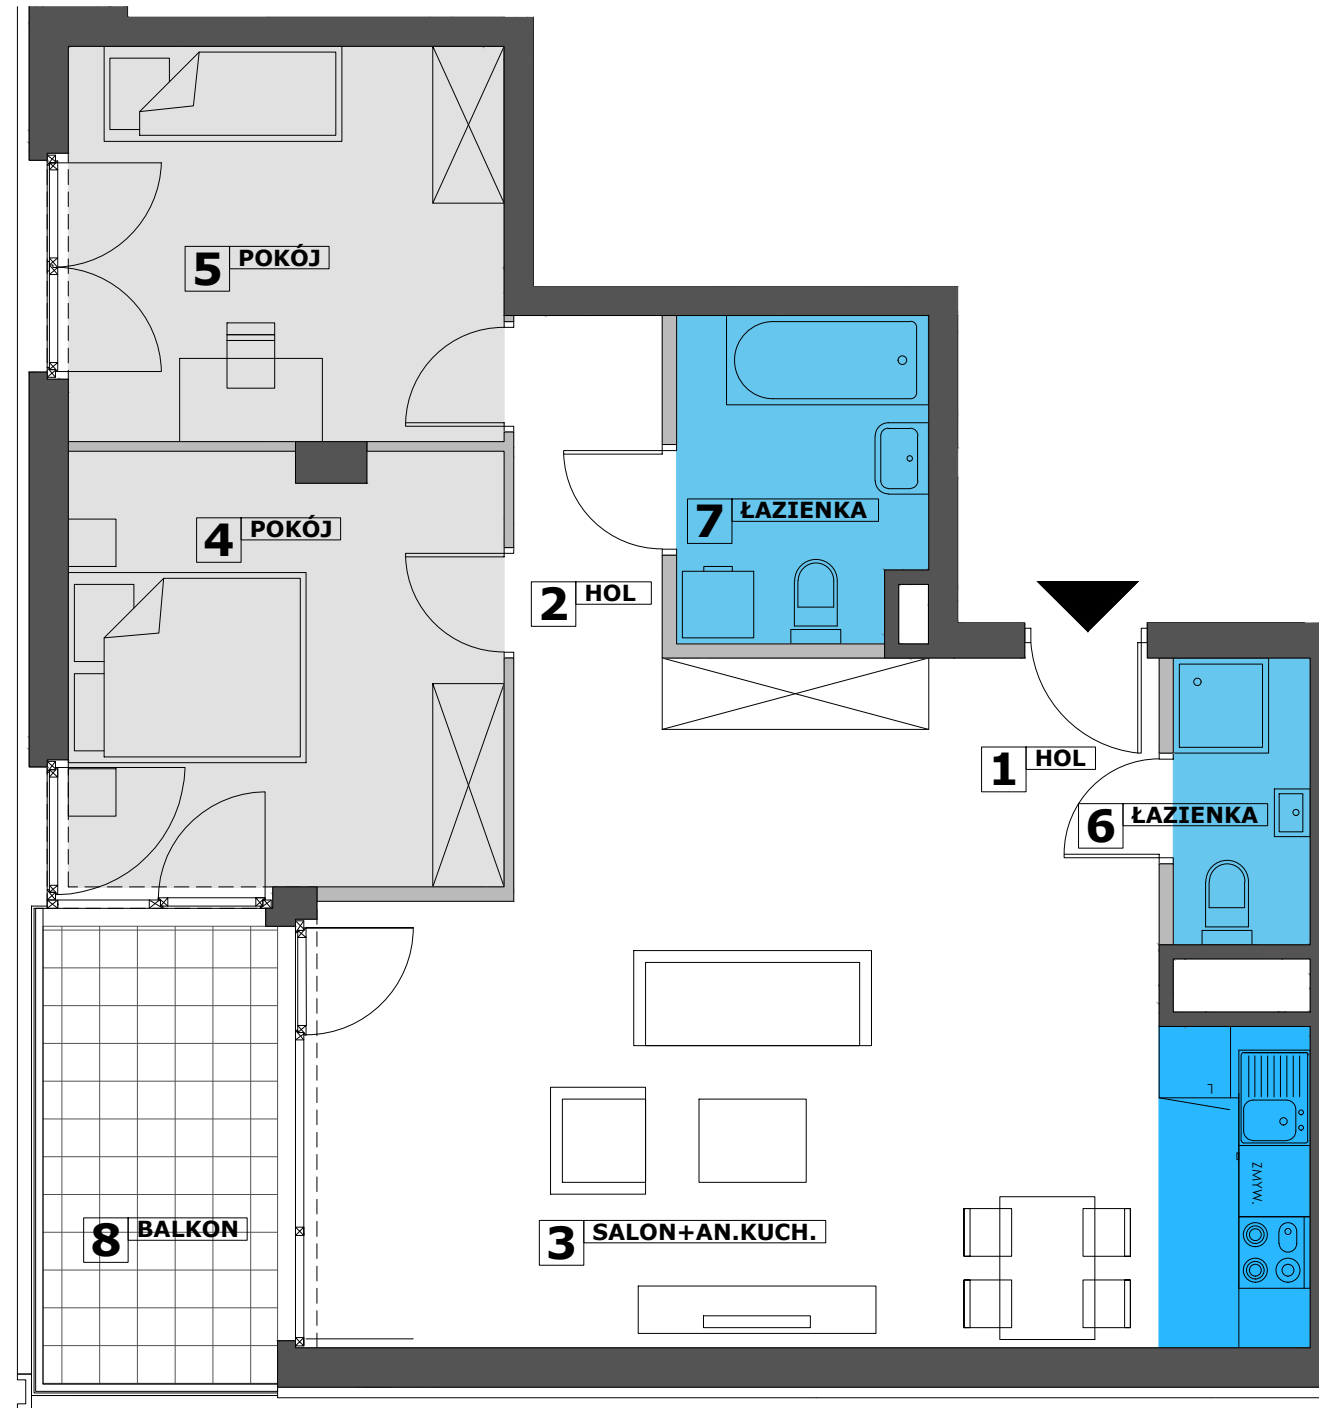 5 POKÓJ
4 POKÓJ
7 ŁAZIENKA
2 HOL
1 HOL
6 ŁAZIENKA
L
ZMYW.
3 SALON+AN.KUCH.
8 BALKON